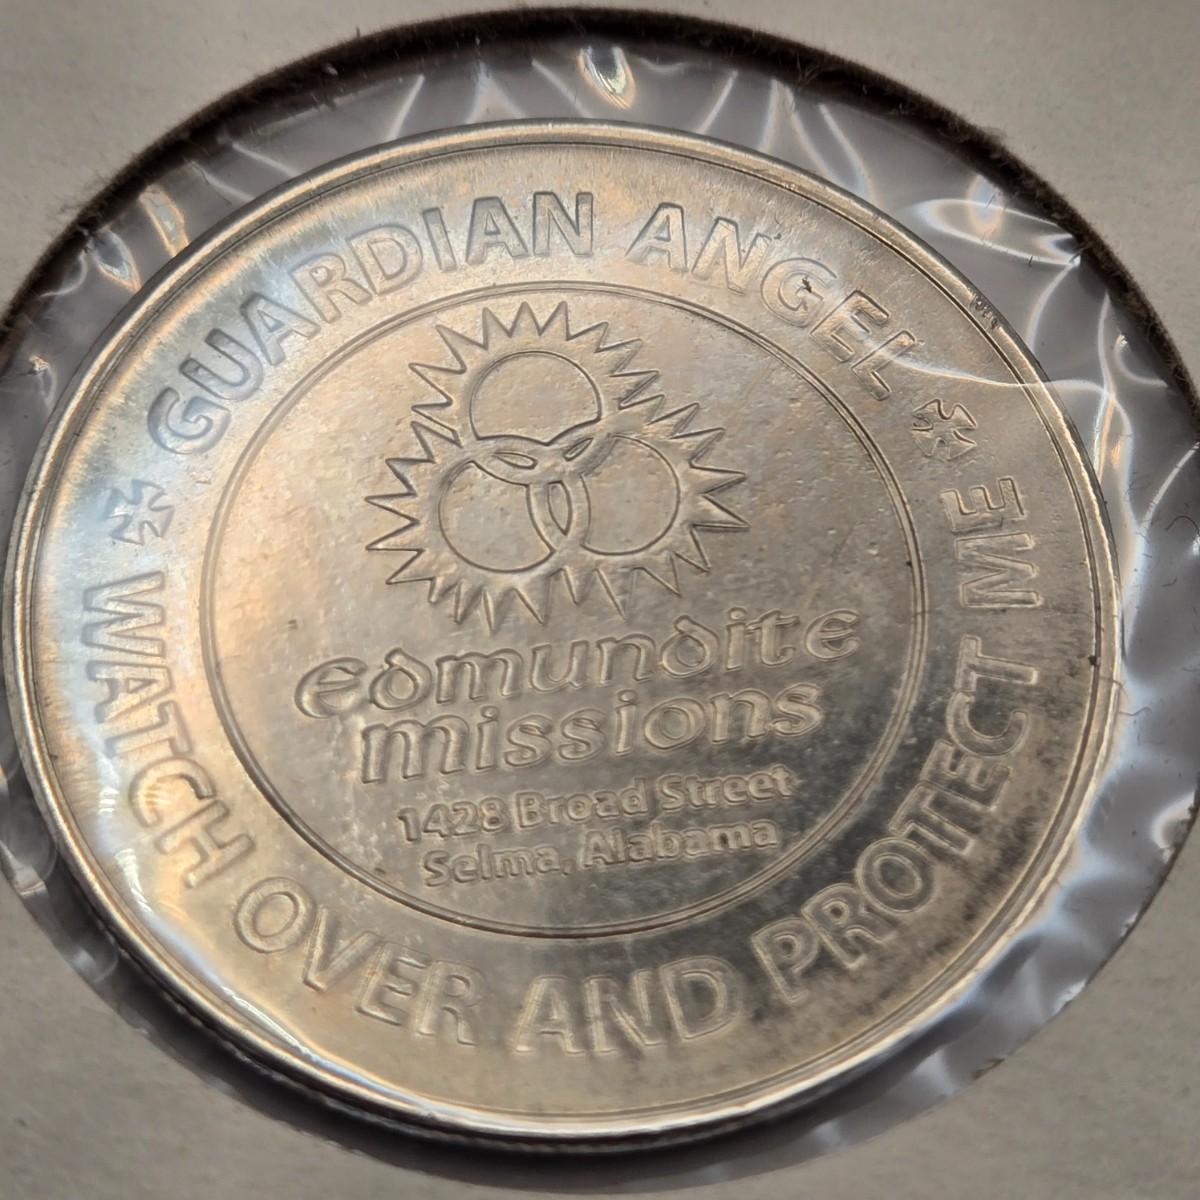 GUARDIAN ANGEL
WATCH OVER AND PROTECT ME
Edmundite
missions
1428 Broad Street
Selma, Alabama